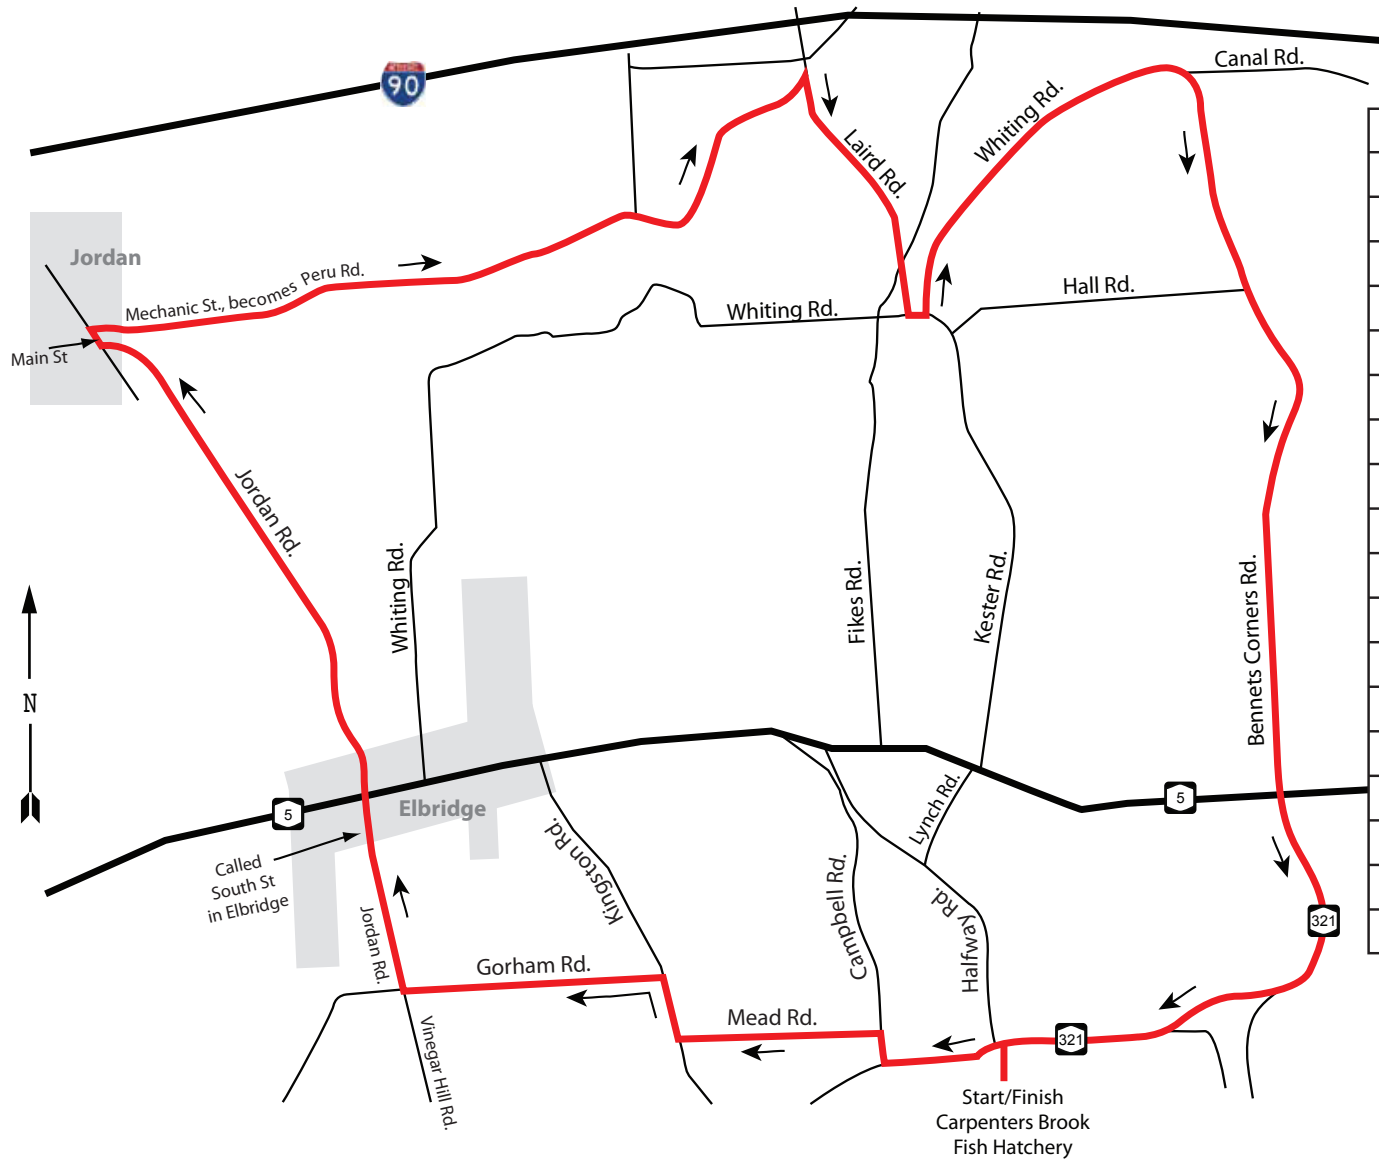 90
Canal Rd.
Whiting Rd.
Laird Rd.
Jordan
Peru Rd.
Mechanic St., becomes
Hall Rd.
Whiting Rd.
Main St
Jordan Rd.
Whiting Rd.
Fikes Rd.
Kester Rd.
Bennets Corners Rd.
N
5
Elbridge
5
Lynch Rd.
Kingston Rd.
Called
South St
in Elbridge
Campbell Rd.
Halfway Rd.
321
Jordan Rd.
Gorham Rd.
Mead Rd.
321
Vinegar Hill Rd.
Start/Finish
Carpenters Brook
Fish Hatchery